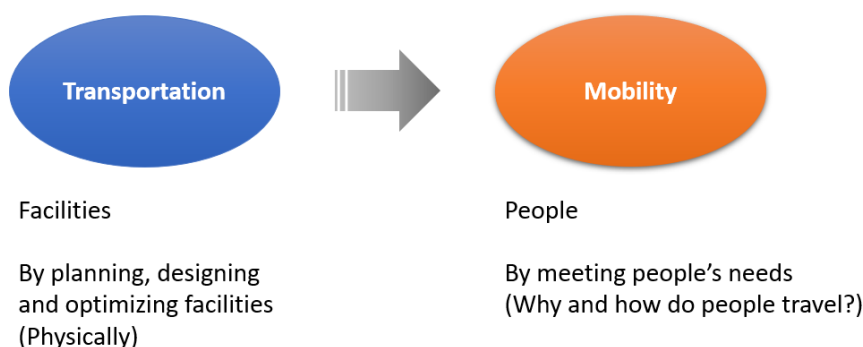 Transportation
Mobility
Facilities
People
By planning, designing
and optimizing facilities
(Physically)
By meeting people’s needs
(Why and how do people travel?)